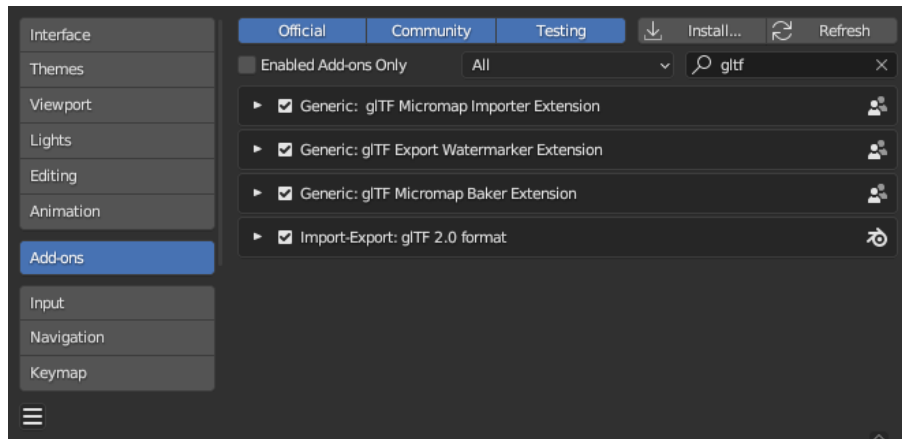 Interface
Themes
Viewport
Lights
Editing
Animation
Add-ons
Input
Navigation
Keymap
Official Community Testing Install... Refresh
Enabled Add-ons Only All gltf
Generic: glTF Micromap Importer Extension
Generic: glTF Export Watermarker Extension
Generic: glTF Micromap Baker Extension
Import-Export: glTF 2.0 format